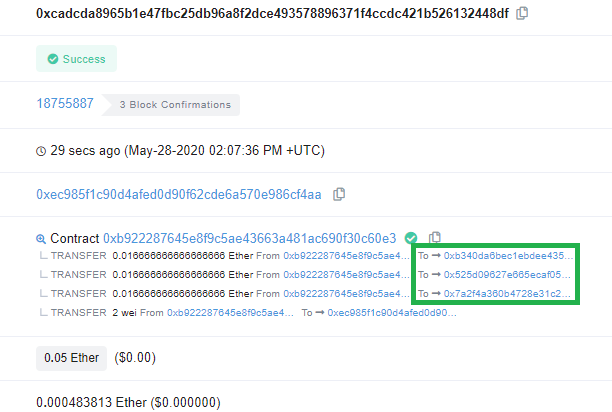 0xcadcda8965b1e47fbc25db96a8f2dce493578896371f4ccdc421b526132448df
Success
18755887 3 Block Confirmations
29 secs ago (May-28-2020 02:07:36 PM +UTC)
0xec985f1c90d4afed0d90f62cde6a570e986cf4aa
Contract 0xb922287645e8f9c5ae43663a481ac690f30c60e3
TRANSFER 0.016666666666666666 Ether From 0xb922287645e8f9c5ae4... To → 0xb340da6bec1ebdee435...
TRANSFER 0.016666666666666666 Ether From 0xb922287645e8f9c5ae4... To → 0x525d09627e665ecaf05...
TRANSFER 0.016666666666666666 Ether From 0xb922287645e8f9c5ae4... To → 0x7a2f4a360b4728e31c2...
TRANSFER 2 wei From 0xb922287645e8f9c5ae4... To → 0xec985f1c90d4afed0d90...
0.05 Ether ($0.00)
0.000483813 Ether ($0.000000)